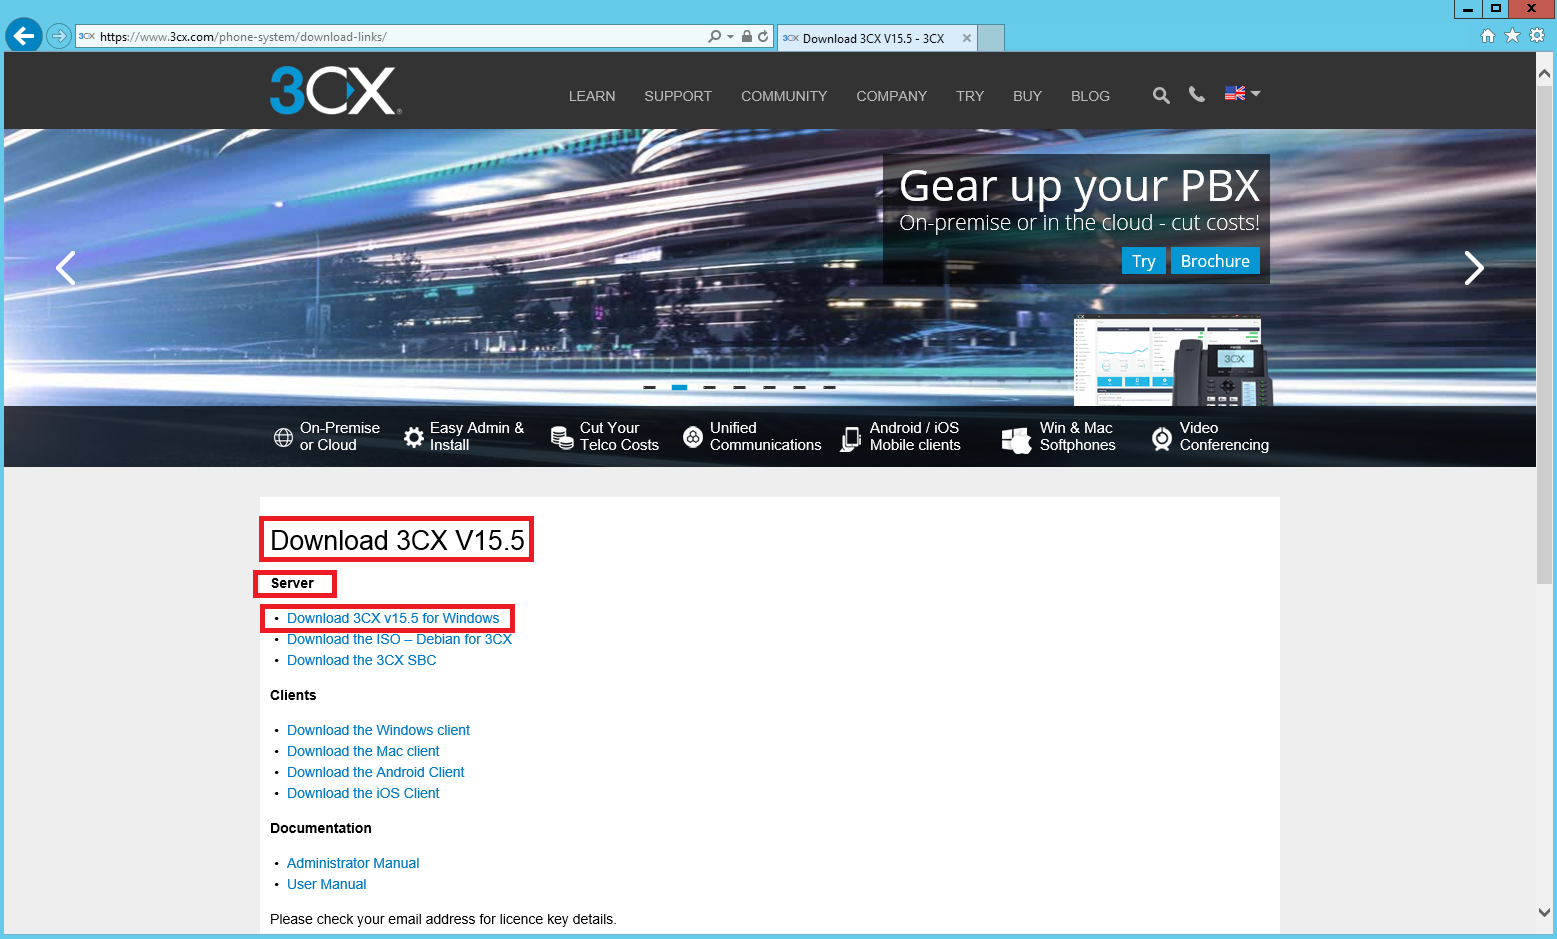 https://www.3cx.com/phone-system/download-links/
Download 3CX V15.5 - 3CX
3CX
LEARN SUPPORT COMMUNITY COMPANY TRY BUY BLOG
Gear up your PBX
On-premise or in the cloud - cut costs!
Try Brochure
3CX
On-Premise
or Cloud
Easy Admin &
Install
Cut Your
Telco Costs
Unified
Communications
Android / iOS
Mobile clients
Win & Mac
Softphones
Video
Conferencing
Download 3CX V15.5
Server
• Download 3CX v15.5 for Windows
• Download the ISO – Debian for 3CX
• Download the 3CX SBC
Clients
• Download the Windows client
• Download the Mac client
• Download the Android Client
• Download the iOS Client
Documentation
• Administrator Manual
• User Manual
Please check your email address for licence key details.